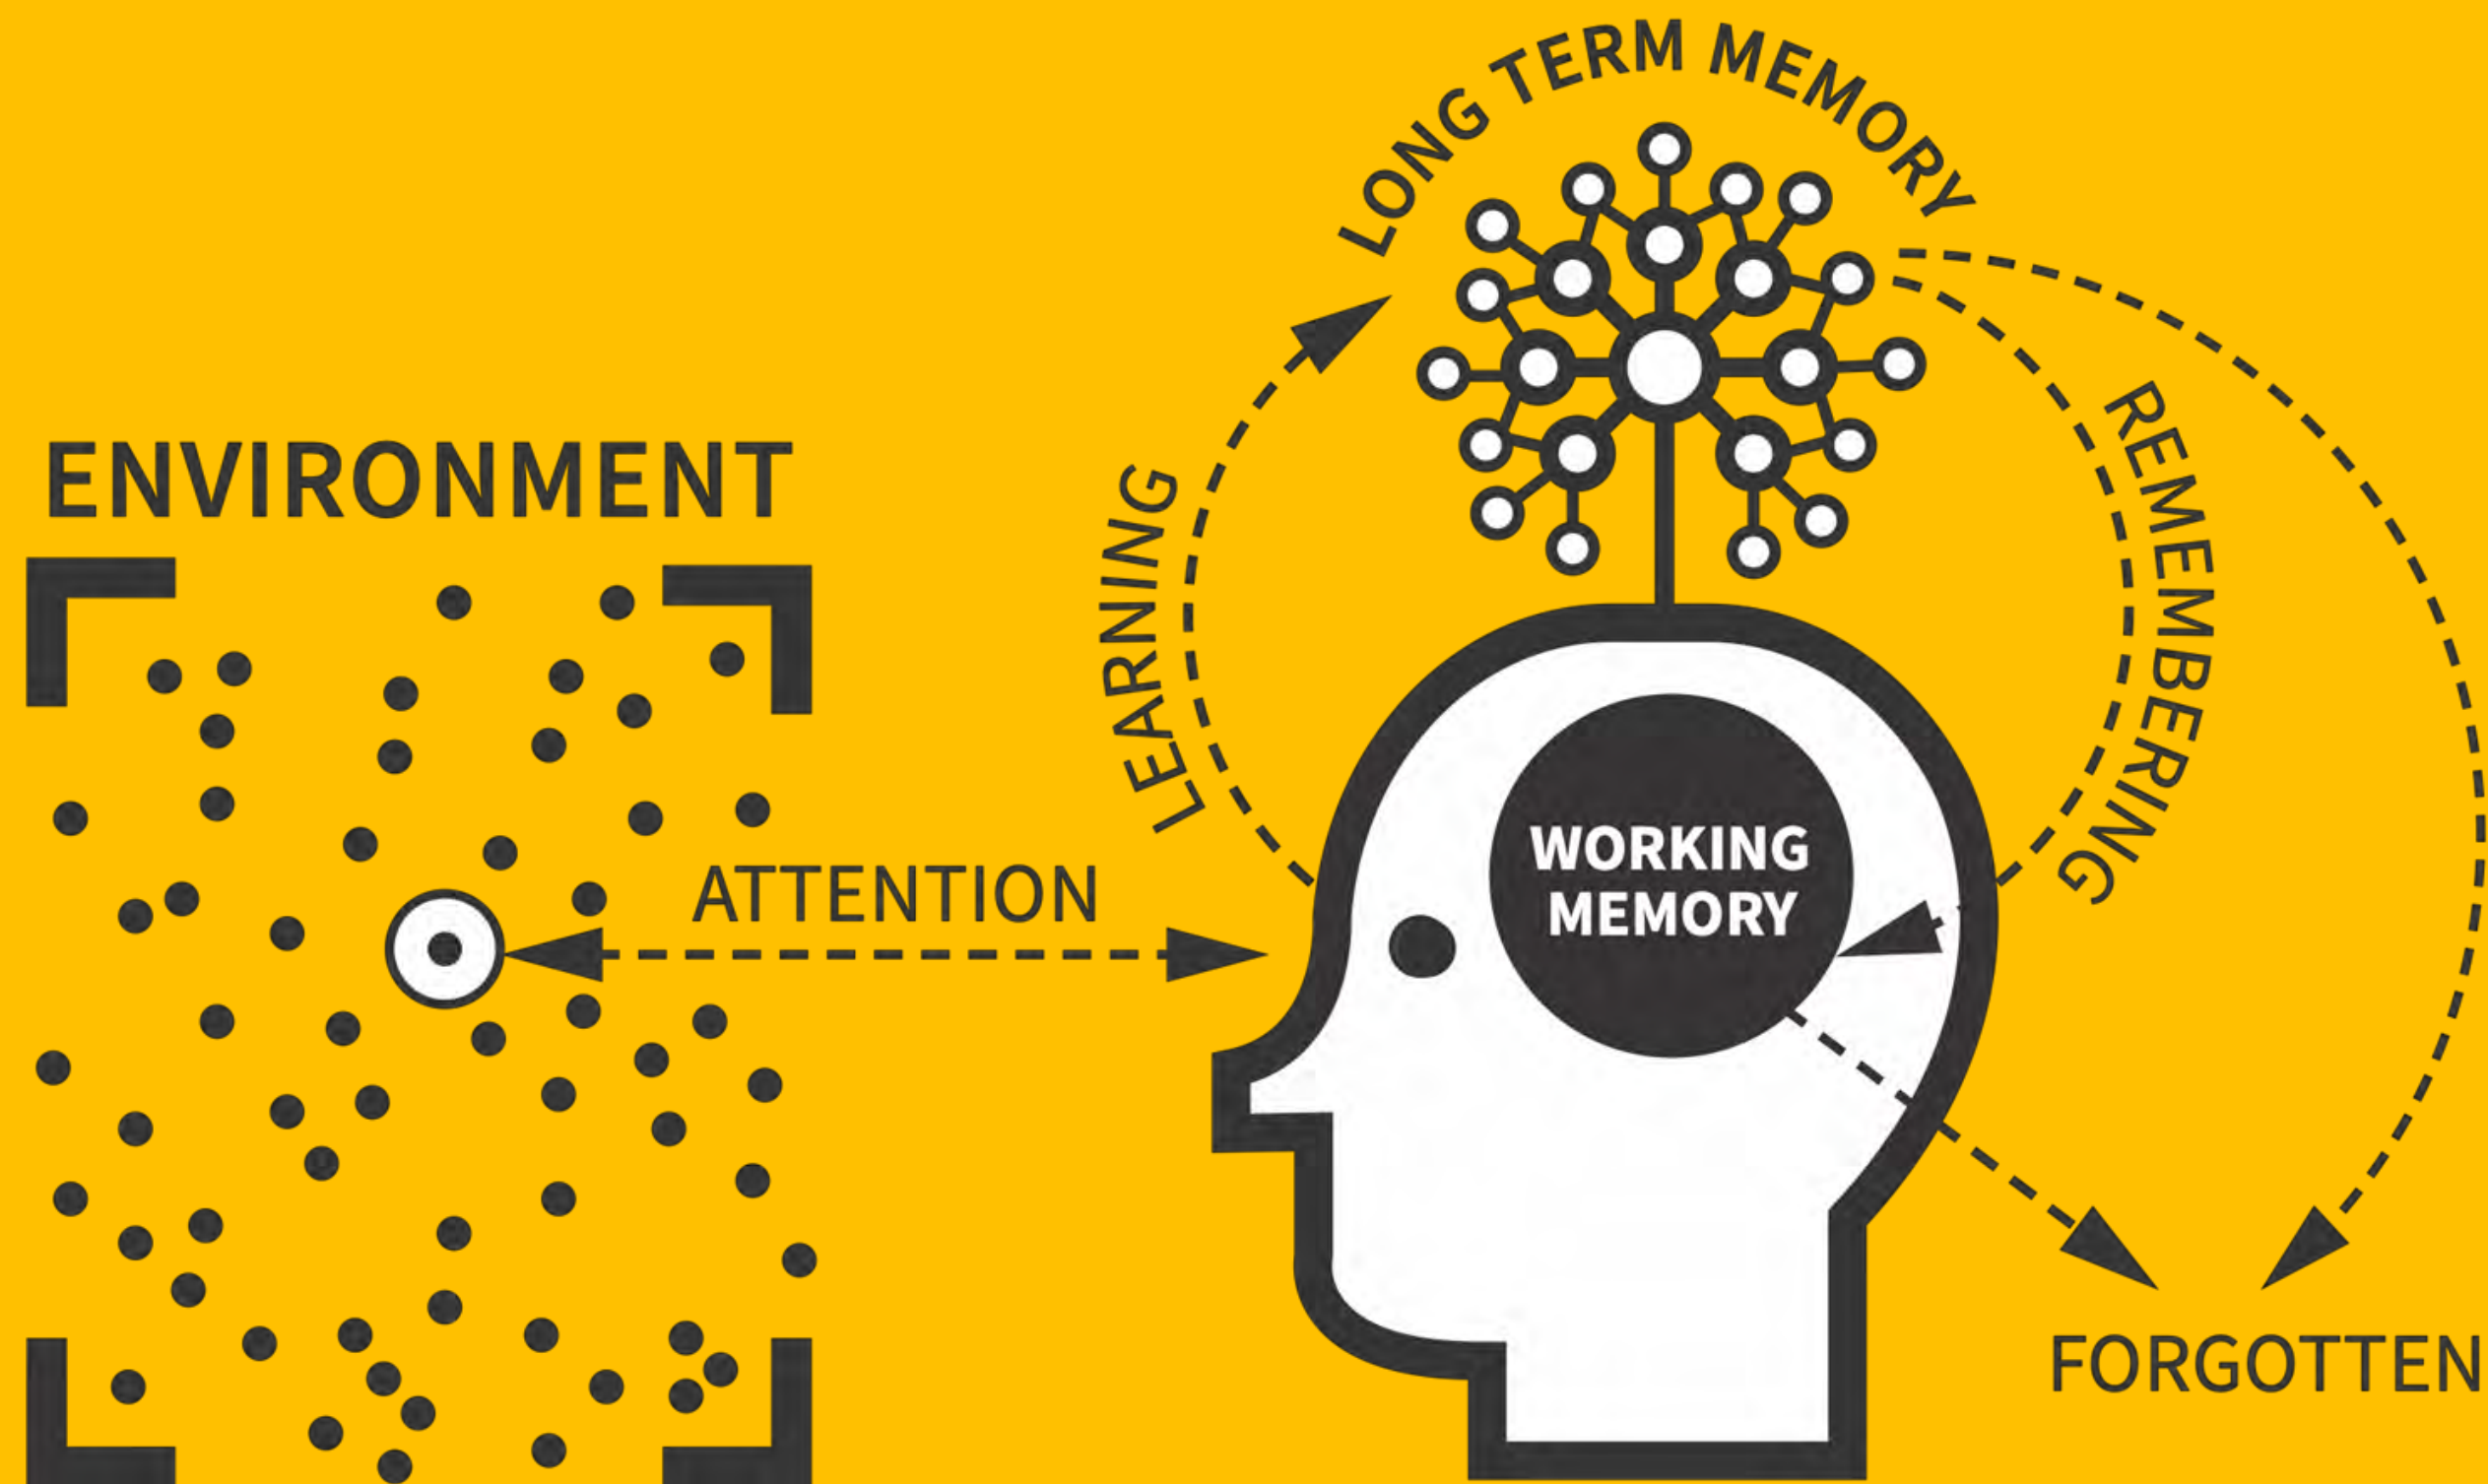 LONG TERM MEMORY
ENVIRONMENT
LEARNING
REMEMBERING
ATTENTION
WORKING
MEMORY
FORGOTTEN